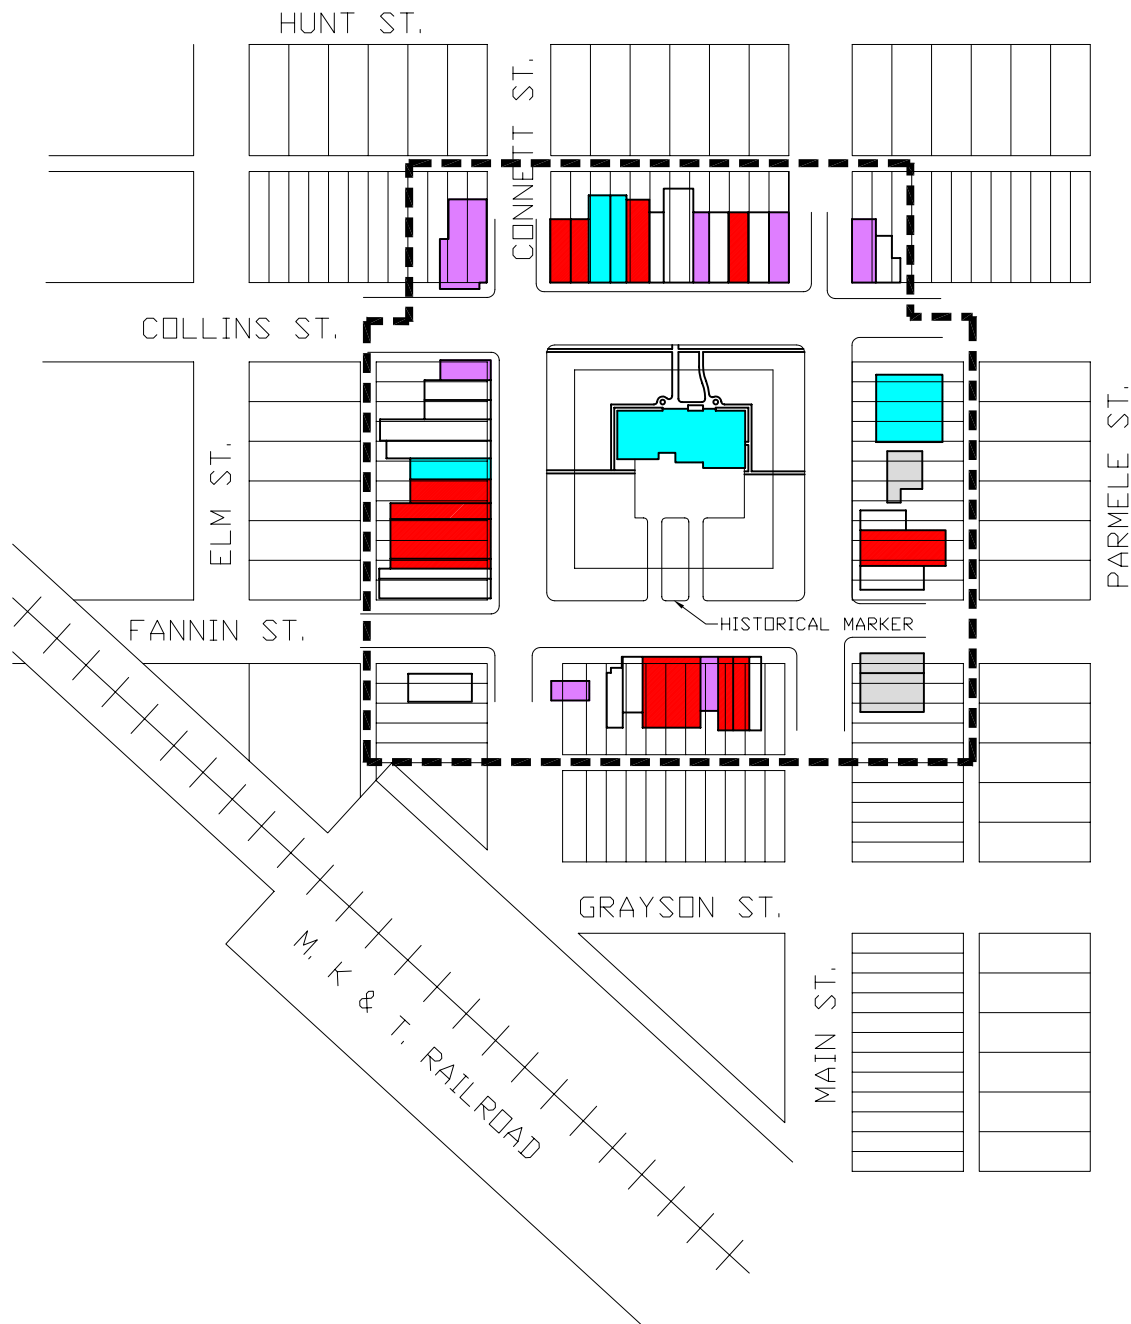 HUNT ST.
CONNETT ST.
COLLINS ST.
ELM ST.
PARMELE ST.
HISTORICAL MARKER
FANNIN ST.
GRAYSON ST.
M. K & T. RAILROAD
MAIN ST.